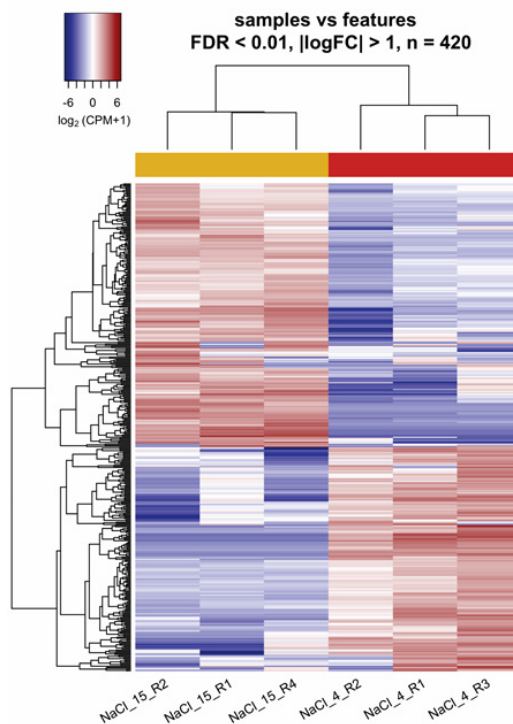 samples vs features
FDR < 0.01, |logFC| > 1, n = 420
-6 0 6
log₂ (CPM+1)
NaCl_15_R2 NaCl_15_R1 NaCl_15_R4 NaCl_4_R2 NaCl_4_R1 NaCl_4_R3